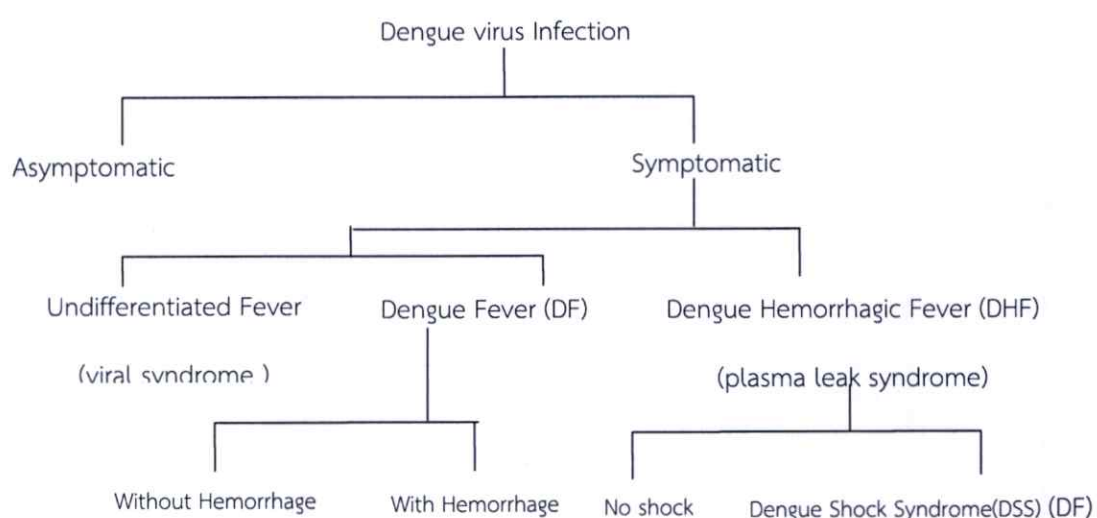 Dengue virus Infection
Asymptomatic
Symptomatic
Undifferentiated Fever
Dengue Fever (DF)
Dengue Hemorrhagic Fever (DHF)
(viral syndrome )
(plasma leak syndrome)
Without Hemorrhage
With Hemorrhage
No shock
Dengue Shock Syndrome(DSS) (DF)